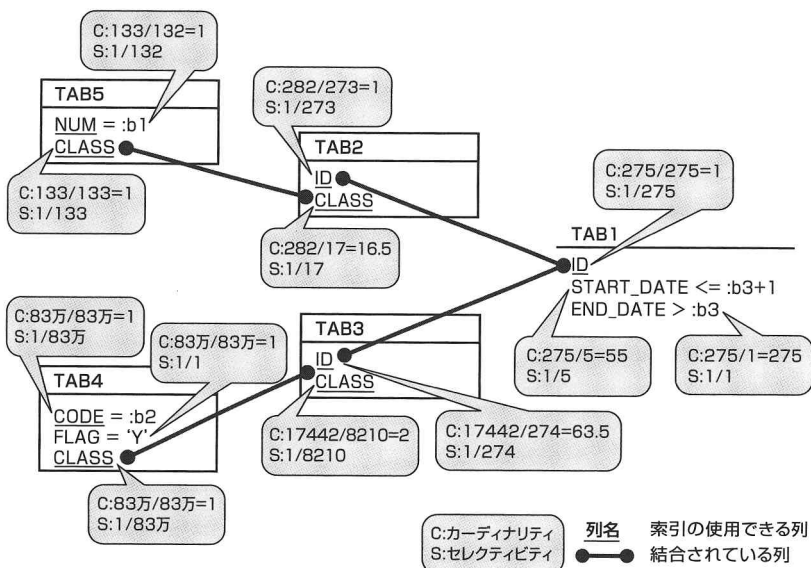 C:133/132=1
S:1/132
TAB5
NUM = :b1
CLASS
C:133/133=1
S:1/133
C:282/273=1
S:1/273
TAB2
ID
CLASS
C:282/17=16.5
S:1/17
C:275/275=1
S:1/275
TAB1
ID
START_DATE <= :b3+1
END_DATE > :b3
C:275/5=55
S:1/5
C:275/1=275
S:1/1
C:83万/83万=1
S:1/83万
C:83万/83万=1
S:1/1
TAB4
CODE = :b2
FLAG = 'Y'
CLASS
C:83万/83万=1
S:1/83万
TAB3
ID
CLASS
C:17442/8210=2
S:1/8210
C:17442/274=63.5
S:1/274
C:カーディナリティ
S:セレクティビティ
列名 索引の使用できる列
結合されている列